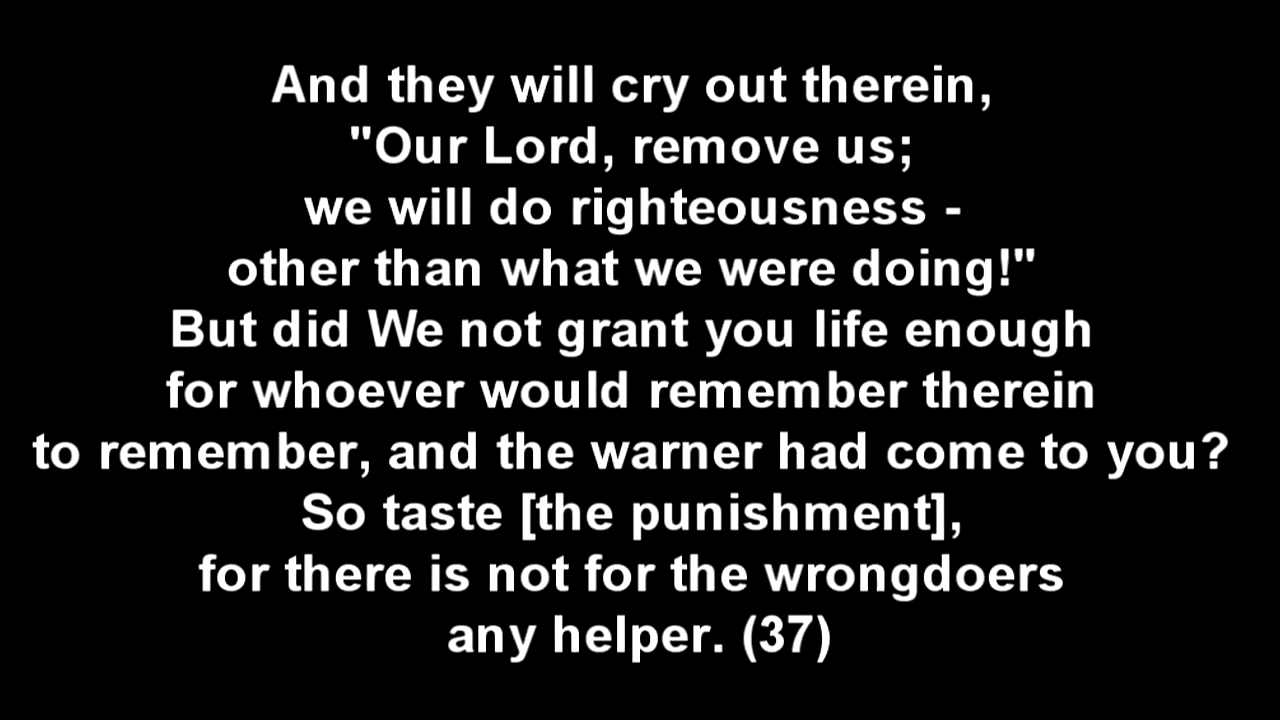 And they will cry out therein,
"Our Lord, remove us;
we will do righteousness -
other than what we were doing!"
But did We not grant you life enough
for whoever would remember therein
to remember, and the warner had come to you?
So taste [the punishment],
for there is not for the wrongdoers
any helper. (37)